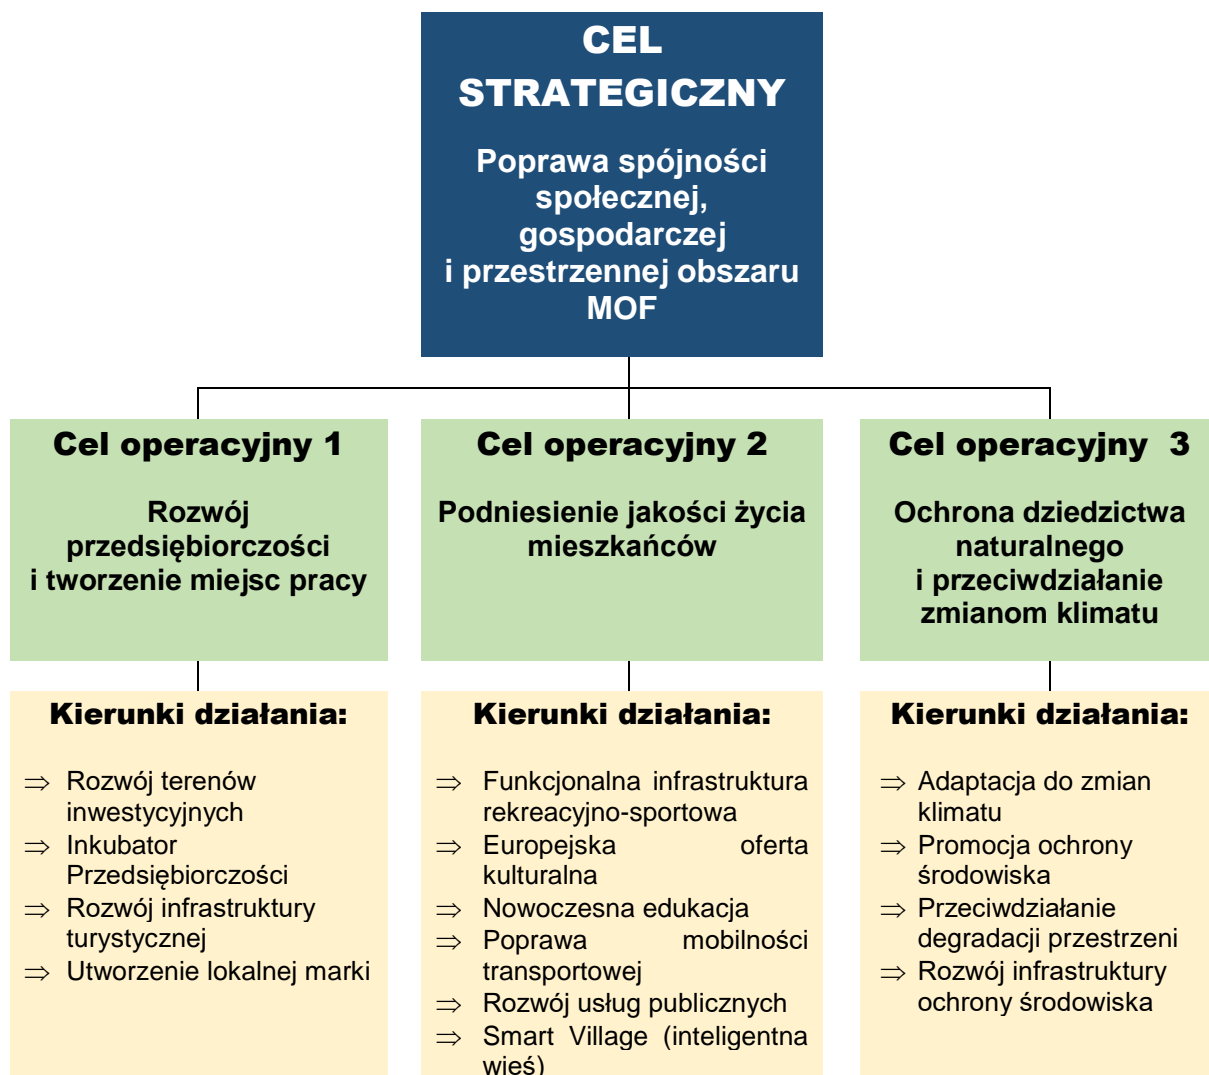 CEL
STRATEGICZNY
Poprawa spójności
społecznej,
gospodarczej
i przestrzennej obszaru
MOF
Cel operacyjny 1
Rozwój
przedsiębiorczości
i tworzenie miejsc pracy
Cel operacyjny 2
Podniesienie jakości życia
mieszkańców
Cel operacyjny 3
Ochrona dziedzictwa
naturalnego
i przeciwdziałanie
zmianom klimatu
Kierunki działania:
⇒ Rozwój terenów
inwestycyjnych
⇒ Inkubator
Przedsiębiorczości
⇒ Rozwój infrastruktury
turystycznej
⇒ Utworzenie lokalnej marki
Kierunki działania:
⇒ Funkcjonalna infrastruktura
rekreacyjno-sportowa
⇒ Europejska oferta
kulturalna
⇒ Nowoczesna edukacja
⇒ Poprawa mobilności
transportowej
⇒ Rozwój usług publicznych
⇒ Smart Village (inteligentna
wieś)
Kierunki działania:
⇒ Adaptacja do zmian
klimatu
⇒ Promocja ochrony
środowiska
⇒ Przeciwdziałanie
degradacji przestrzeni
⇒ Rozwój infrastruktury
ochrony środowiska